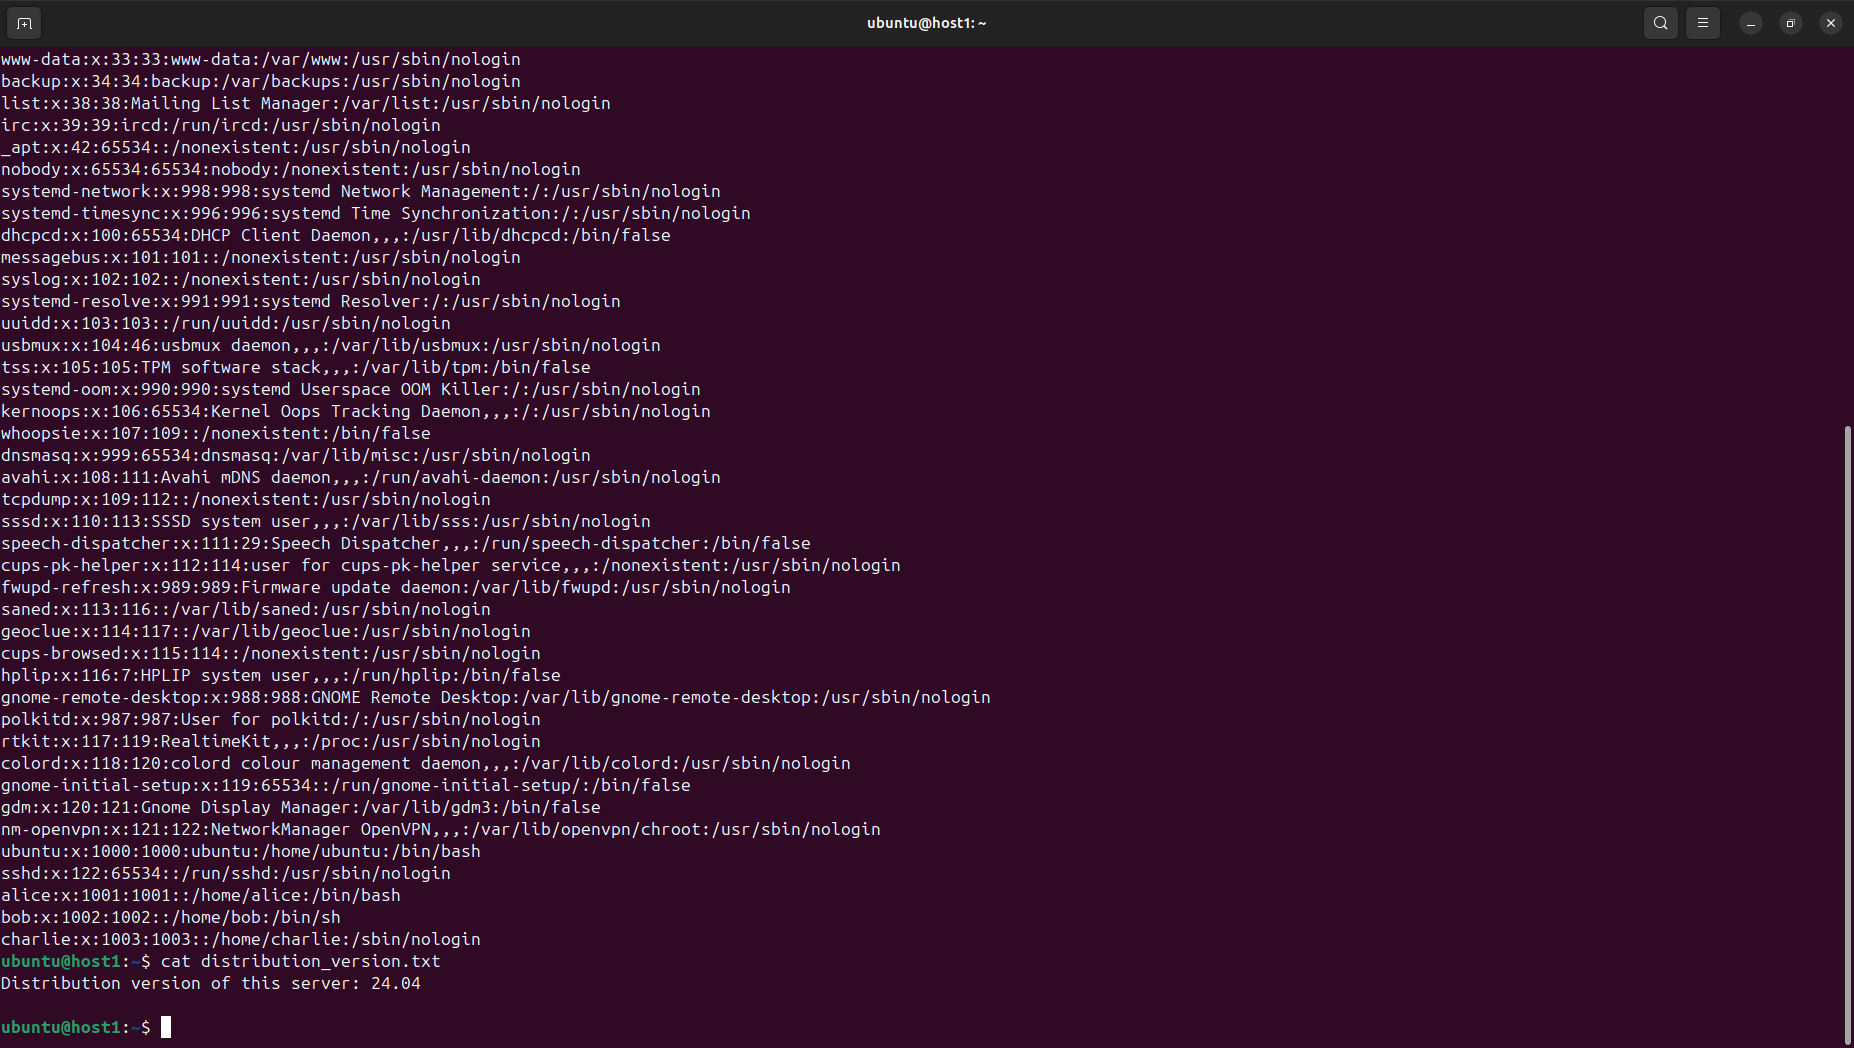 ubuntu@host1: ~
www-data:x:33:33:www-data:/var/www:/usr/sbin/nologin
backup:x:34:34:backup:/var/backups:/usr/sbin/nologin
list:x:38:38:Mailing List Manager:/var/list:/usr/sbin/nologin
irc:x:39:39:ircd:/run/ircd:/usr/sbin/nologin
_apt:x:42:65534::/nonexistent:/usr/sbin/nologin
nobody:x:65534:65534:nobody:/nonexistent:/usr/sbin/nologin
systemd-network:x:998:998:systemd Network Management:/:/usr/sbin/nologin
systemd-timesync:x:996:996:systemd Time Synchronization:/:/usr/sbin/nologin
dhcpcd:x:100:65534:DHCP Client Daemon,,,:/usr/lib/dhcpcd:/bin/false
messagebus:x:101:101::/nonexistent:/usr/sbin/nologin
syslog:x:102:102::/nonexistent:/usr/sbin/nologin
systemd-resolve:x:991:991:systemd Resolver:/:/usr/sbin/nologin
uuidd:x:103:103::/run/uuidd:/usr/sbin/nologin
usbmux:x:104:46:usbmux daemon,,,:/var/lib/usbmux:/usr/sbin/nologin
tss:x:105:105:TPM software stack,,,:/var/lib/tpm:/bin/false
systemd-oom:x:990:990:systemd Userspace OOM Killer:/:/usr/sbin/nologin
kernoops:x:106:65534:Kernel Oops Tracking Daemon,,,:/:/usr/sbin/nologin
whoopsie:x:107:109::/nonexistent:/bin/false
dnsmasq:x:999:65534:dnsmasq:/var/lib/misc:/usr/sbin/nologin
avahi:x:108:111:Avahi mDNS daemon,,,:/run/avahi-daemon:/usr/sbin/nologin
tcpdump:x:109:112::/nonexistent:/usr/sbin/nologin
sssd:x:110:113:SSSD system user,,,:/var/lib/sss:/usr/sbin/nologin
speech-dispatcher:x:111:29:Speech Dispatcher,,,:/run/speech-dispatcher:/bin/false
cups-pk-helper:x:112:114:user for cups-pk-helper service,,,:/nonexistent:/usr/sbin/nologin
fwupd-refresh:x:989:989:Firmware update daemon:/var/lib/fwupd:/usr/sbin/nologin
saned:x:113:116::/var/lib/saned:/usr/sbin/nologin
geoclue:x:114:117::/var/lib/geoclue:/usr/sbin/nologin
cups-browsed:x:115:114::/nonexistent:/usr/sbin/nologin
hplip:x:116:7:HPLIP system user,,,:/run/hplip:/bin/false
gnome-remote-desktop:x:988:988:GNOME Remote Desktop:/var/lib/gnome-remote-desktop:/usr/sbin/nologin
polkitd:x:987:987:User for polkitd:/:/usr/sbin/nologin
rtkit:x:117:119:RealtimeKit,,,:/proc:/usr/sbin/nologin
colord:x:118:120:colord colour management daemon,,,:/var/lib/colord:/usr/sbin/nologin
gnome-initial-setup:x:119:65534::/run/gnome-initial-setup/:/bin/false
gdm:x:120:121:Gnome Display Manager:/var/lib/gdm3:/bin/false
nm-openvpn:x:121:122:NetworkManager OpenVPN,,,:/var/lib/openvpn/chroot:/usr/sbin/nologin
ubuntu:x:1000:1000:ubuntu:/home/ubuntu:/bin/bash
sshd:x:122:65534::/run/sshd:/usr/sbin/nologin
alice:x:1001:1001::/home/alice:/bin/bash
bob:x:1002:1002::/home/bob:/bin/sh
charlie:x:1003:1003::/home/charlie:/sbin/nologin
ubuntu@host1:~$ cat distribution_version.txt
Distribution version of this server: 24.04
ubuntu@host1:~$